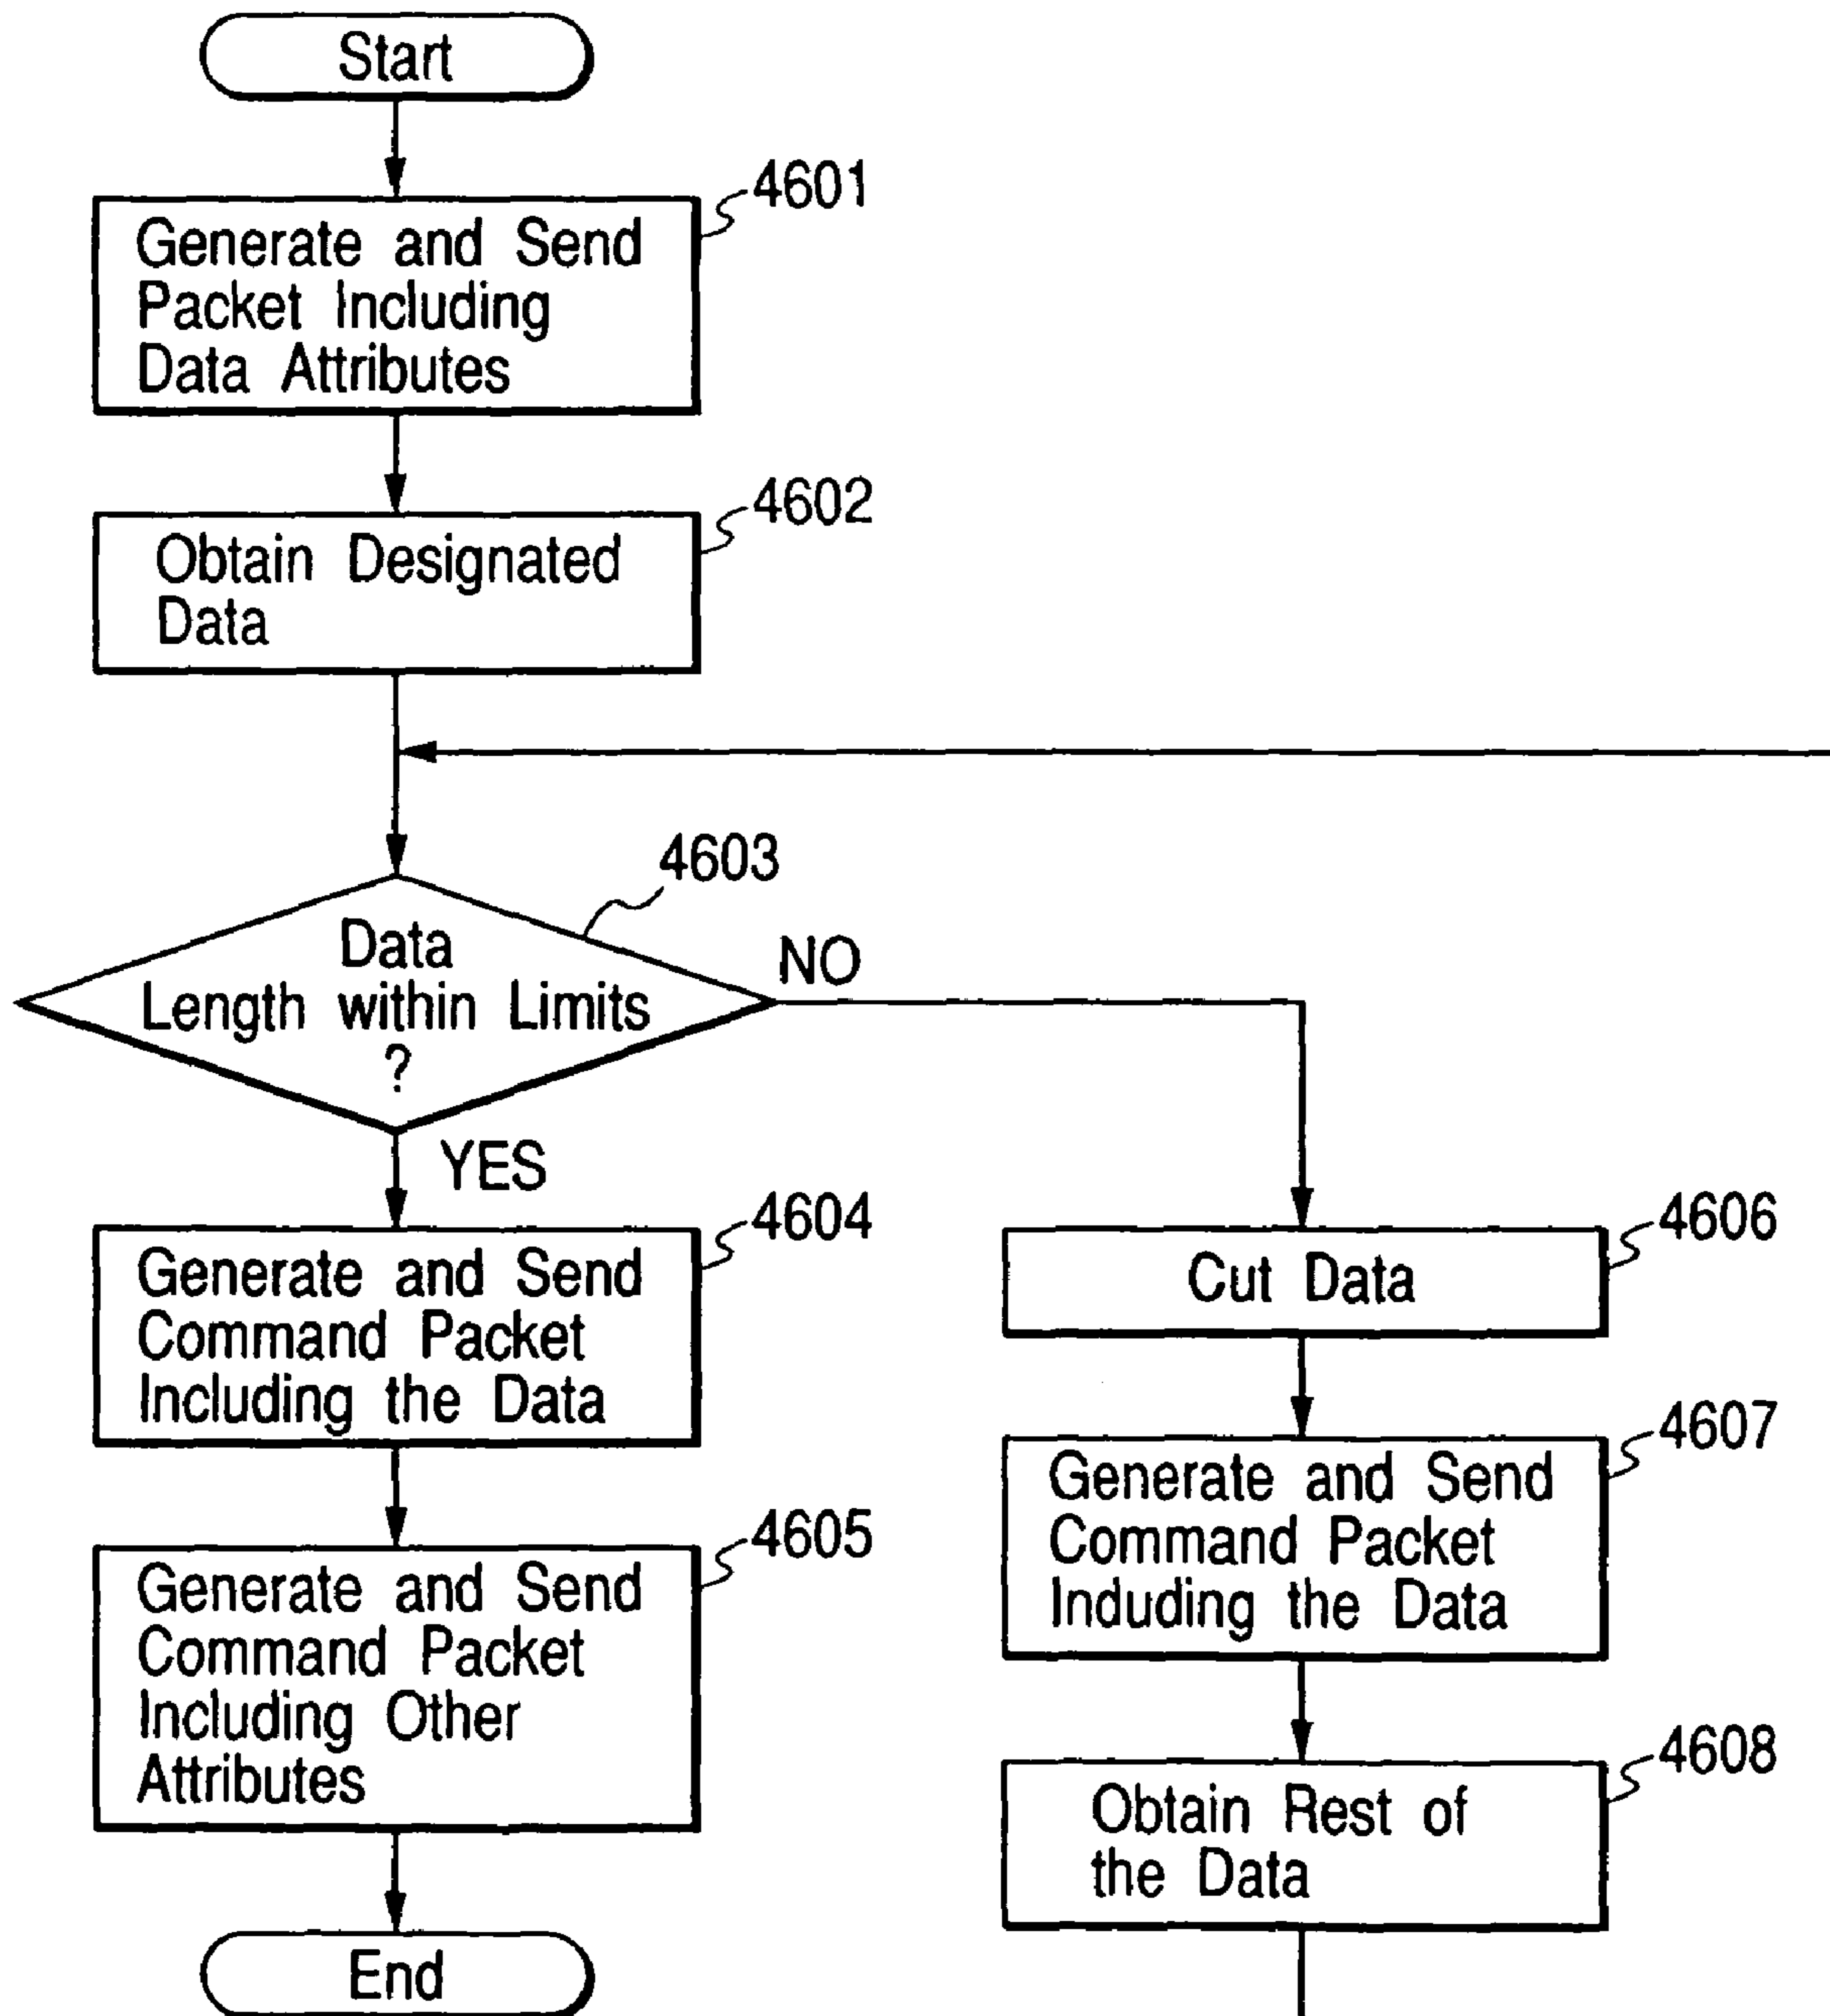 Start
4601
Generate and Send
Packet Including
Data Attributes
4602
Obtain Designated
Data
4603
Data
Length within Limits
?
NO
YES
4604
Generate and Send
Command Packet
Including the Data
4605
Generate and Send
Command Packet
Including Other
Attributes
End
4606
Cut Data
4607
Generate and Send
Command Packet
Induding the Data
4608
Obtain Rest of
the Data